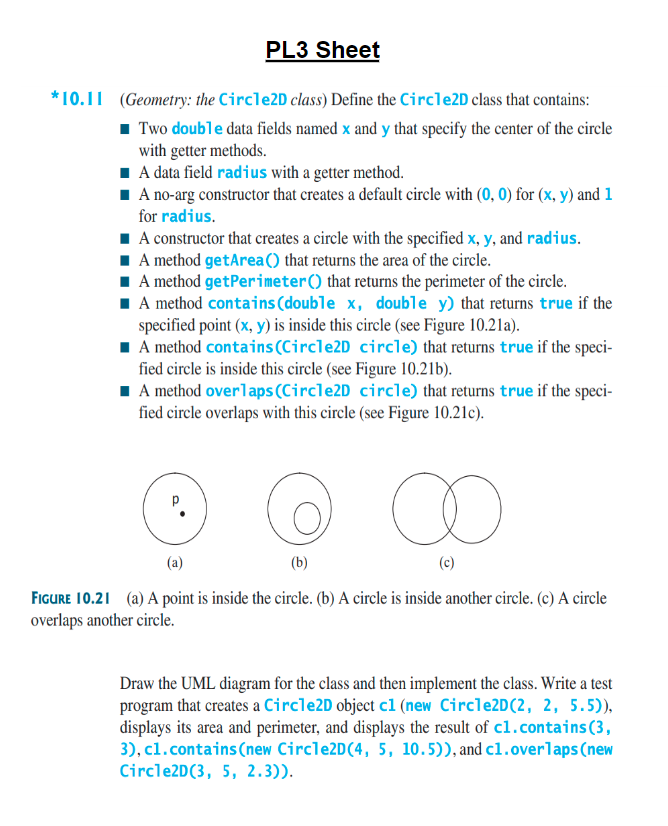 PL3 Sheet
*10.11 (Geometry: the Circle2D class) Define the Circle2D class that contains:
■ Two double data fields named x and y that specify the center of the circle
with getter methods.
■ A data field radius with a getter method.
■ A no-arg constructor that creates a default circle with (0, 0) for (x, y) and 1
for radius.
■ A constructor that creates a circle with the specified x, y, and radius.
■ A method getArea() that returns the area of the circle.
■ A method getPerimeter() that returns the perimeter of the circle.
■ A method contains(double x, double y) that returns true if the
specified point (x, y) is inside this circle (see Figure 10.21a).
■ A method contains(Circle2D circle) that returns true if the speci-
fied circle is inside this circle (see Figure 10.21b).
■ A method overlaps(Circle2D circle) that returns true if the speci-
fied circle overlaps with this circle (see Figure 10.21c).
p
(a) (b) (c)
FIGURE 10.21 (a) A point is inside the circle. (b) A circle is inside another circle. (c) A circle
overlaps another circle.
Draw the UML diagram for the class and then implement the class. Write a test
program that creates a Circle2D object c1 (new Circle2D(2, 2, 5.5)),
displays its area and perimeter, and displays the result of c1.contains(3,
3), c1.contains(new Circle2D(4, 5, 10.5)), and c1.overlaps(new
Circle2D(3, 5, 2.3)).